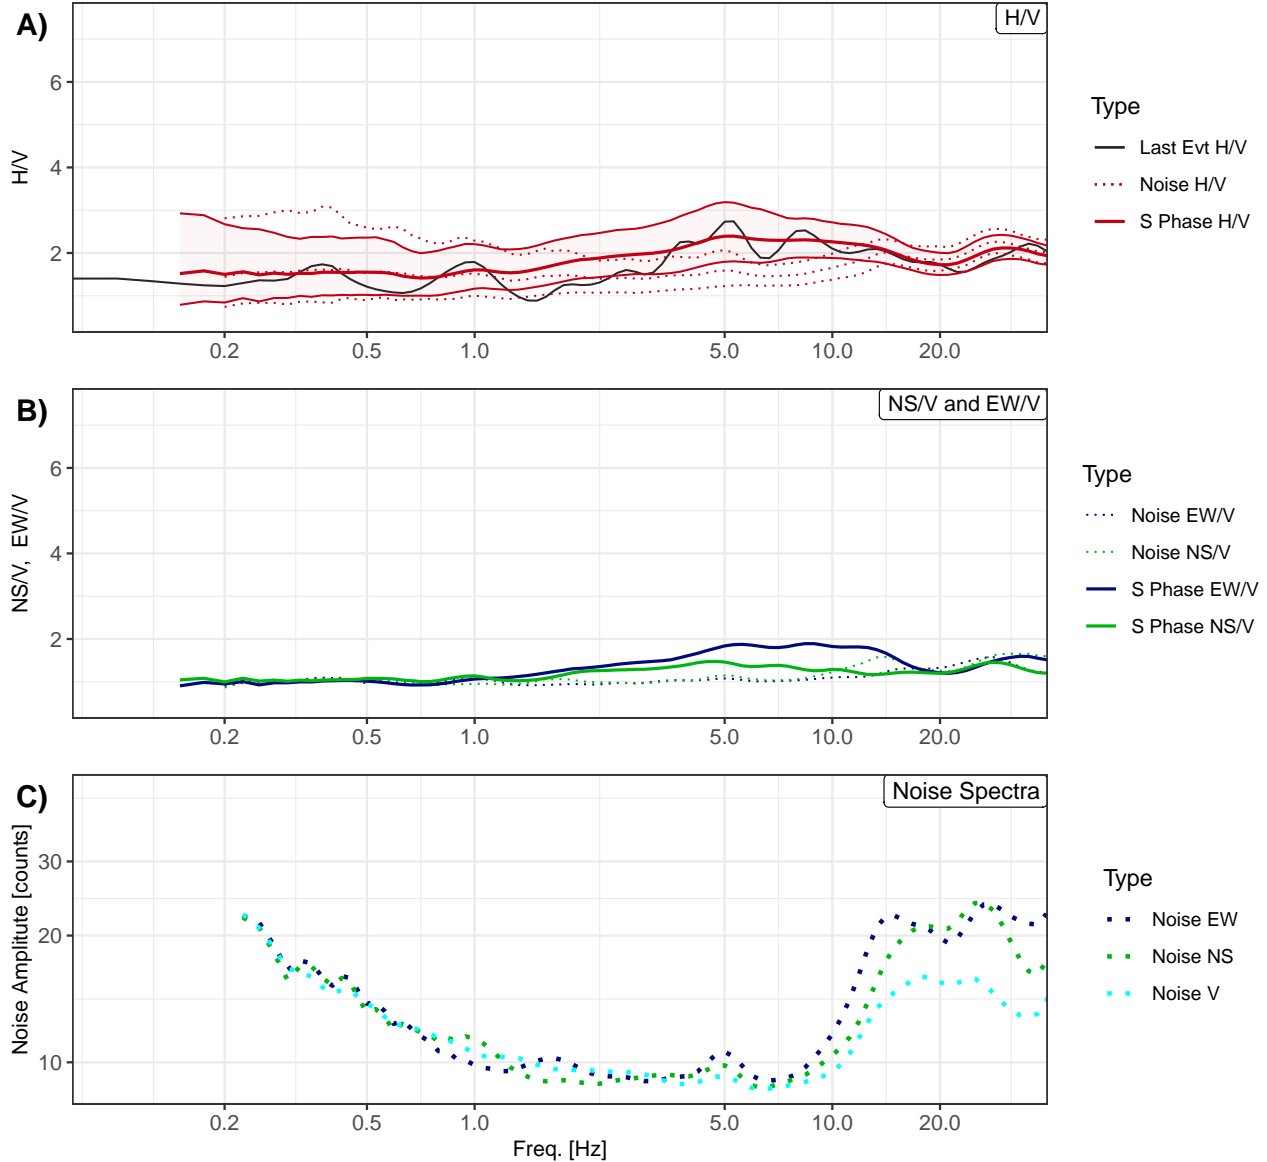 A)
H/V
6
4
2
H/V
0.2 0.5 1.0 5.0 10.0 20.0
Type
Last Evt H/V
Noise H/V
S Phase H/V
B)
NS/V and EW/V
6
4
2
NS/V, EW/V
0.2 0.5 1.0 5.0 10.0 20.0
Type
Noise EW/V
Noise NS/V
S Phase EW/V
S Phase NS/V
C)
Noise Spectra
30
20
10
Noise Amplitute [counts]
0.2 0.5 1.0 5.0 10.0 20.0
Freq. [Hz]
Type
Noise EW
Noise NS
Noise V